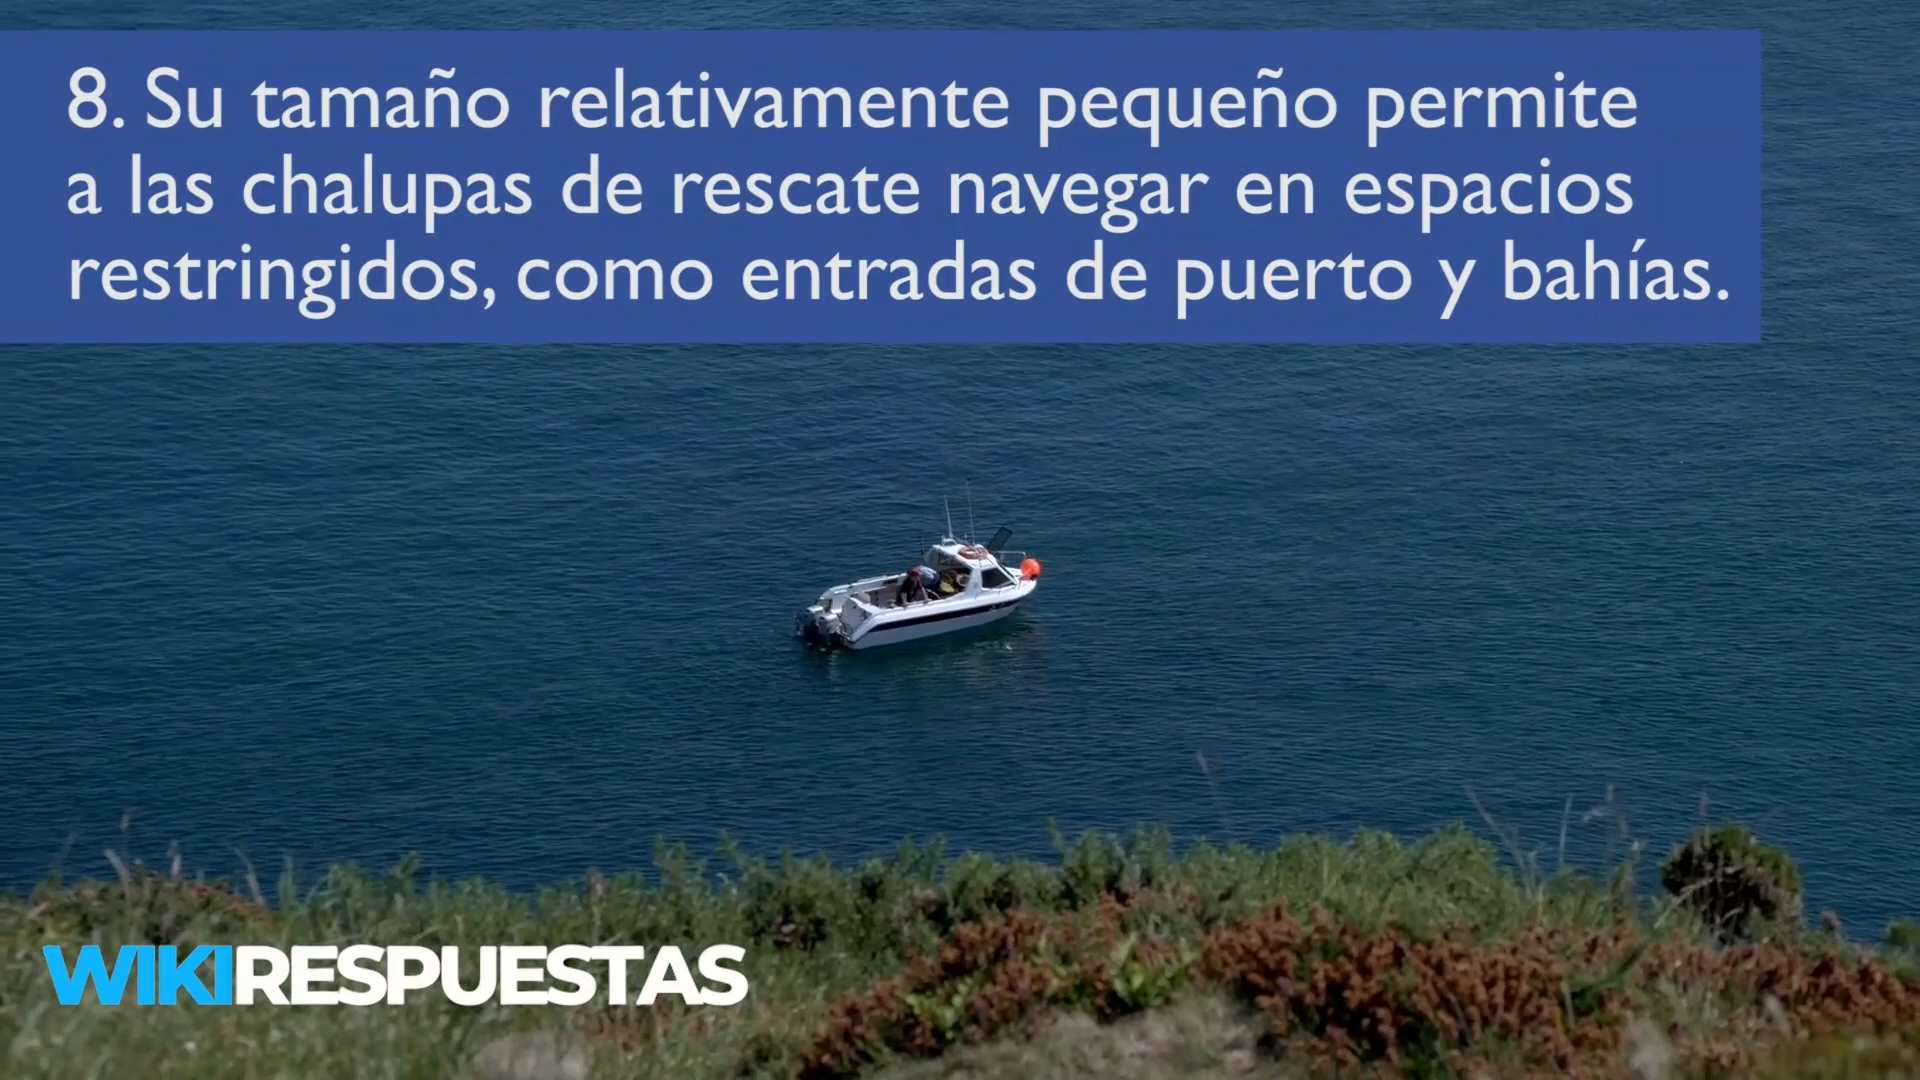 8. Su tamaño relativamente pequeño permite
a las chalupas de rescate navegar en espacios
restringidos, como entradas de puerto y bahías.
WIKIRESPUESTAS